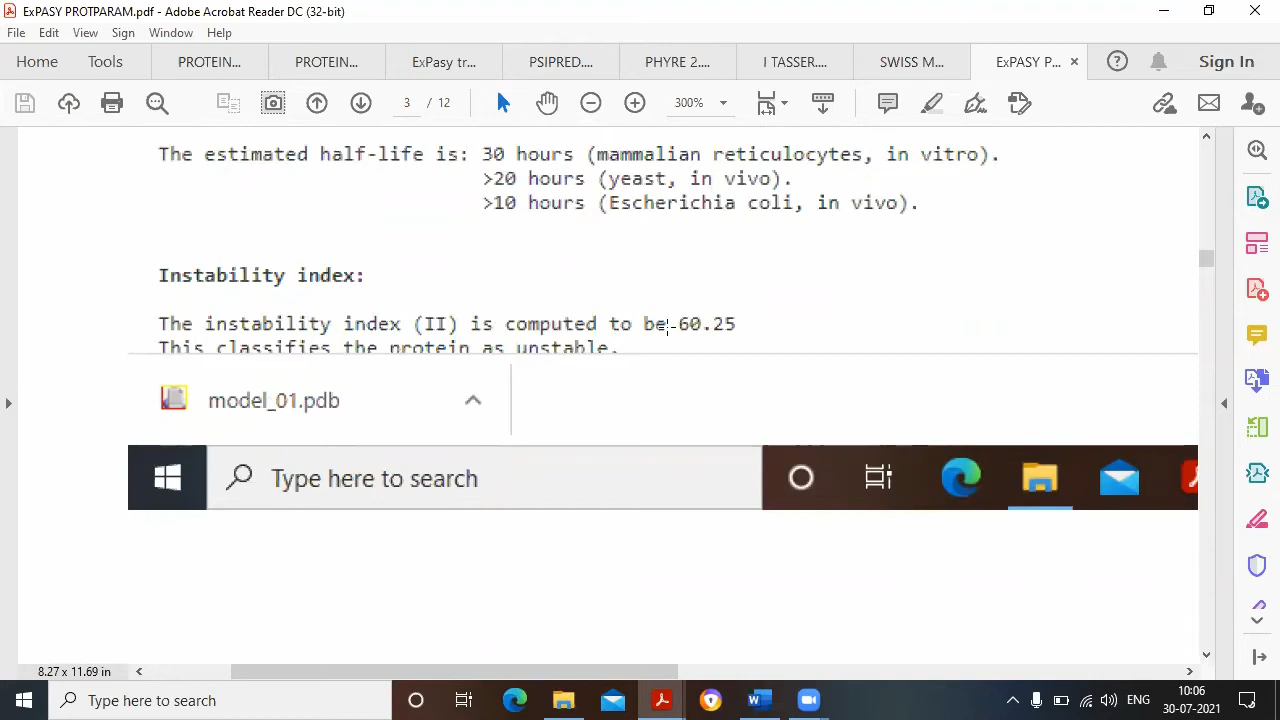 ExPASY PROTPARAM.pdf - Adobe Acrobat Reader DC (32-bit)
File Edit View Sign Window Help
Home Tools PROTEIN... PROTEIN... ExPasy tr... PSIPRED.... PHYRE 2.... I TASSER.... SWISS M... ExPASY P... Sign In
3 / 12 300%
The estimated half-life is: 30 hours (mammalian reticulocytes, in vitro).
>20 hours (yeast, in vivo).
>10 hours (Escherichia coli, in vivo).
Instability index:
The instability index (II) is computed to be 60.25
This classifies the protein as unstable.
model_01.pdb
Type here to search
8.27 x 11.69 in
Type here to search
ENG
10:06
30-07-2021